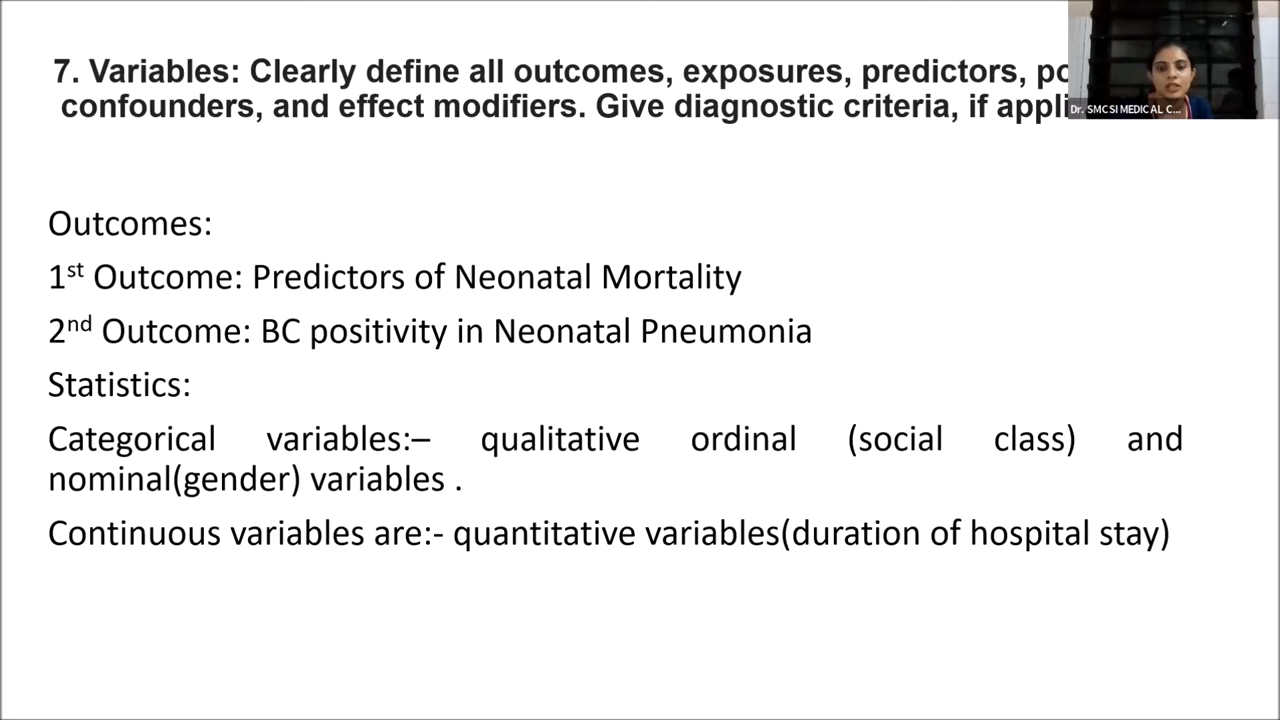 7. Variables: Clearly define all outcomes, exposures, predictors,
confounders, and effect modifiers. Give diagnostic criteria, if
Dr. SMCSI MEDICAL C...
Outcomes:
1st Outcome: Predictors of Neonatal Mortality
2nd Outcome: BC positivity in Neonatal Pneumonia
Statistics:
Categorical variables:– qualitative ordinal (social class) and
nominal(gender) variables .
Continuous variables are:- quantitative variables(duration of hospital stay)